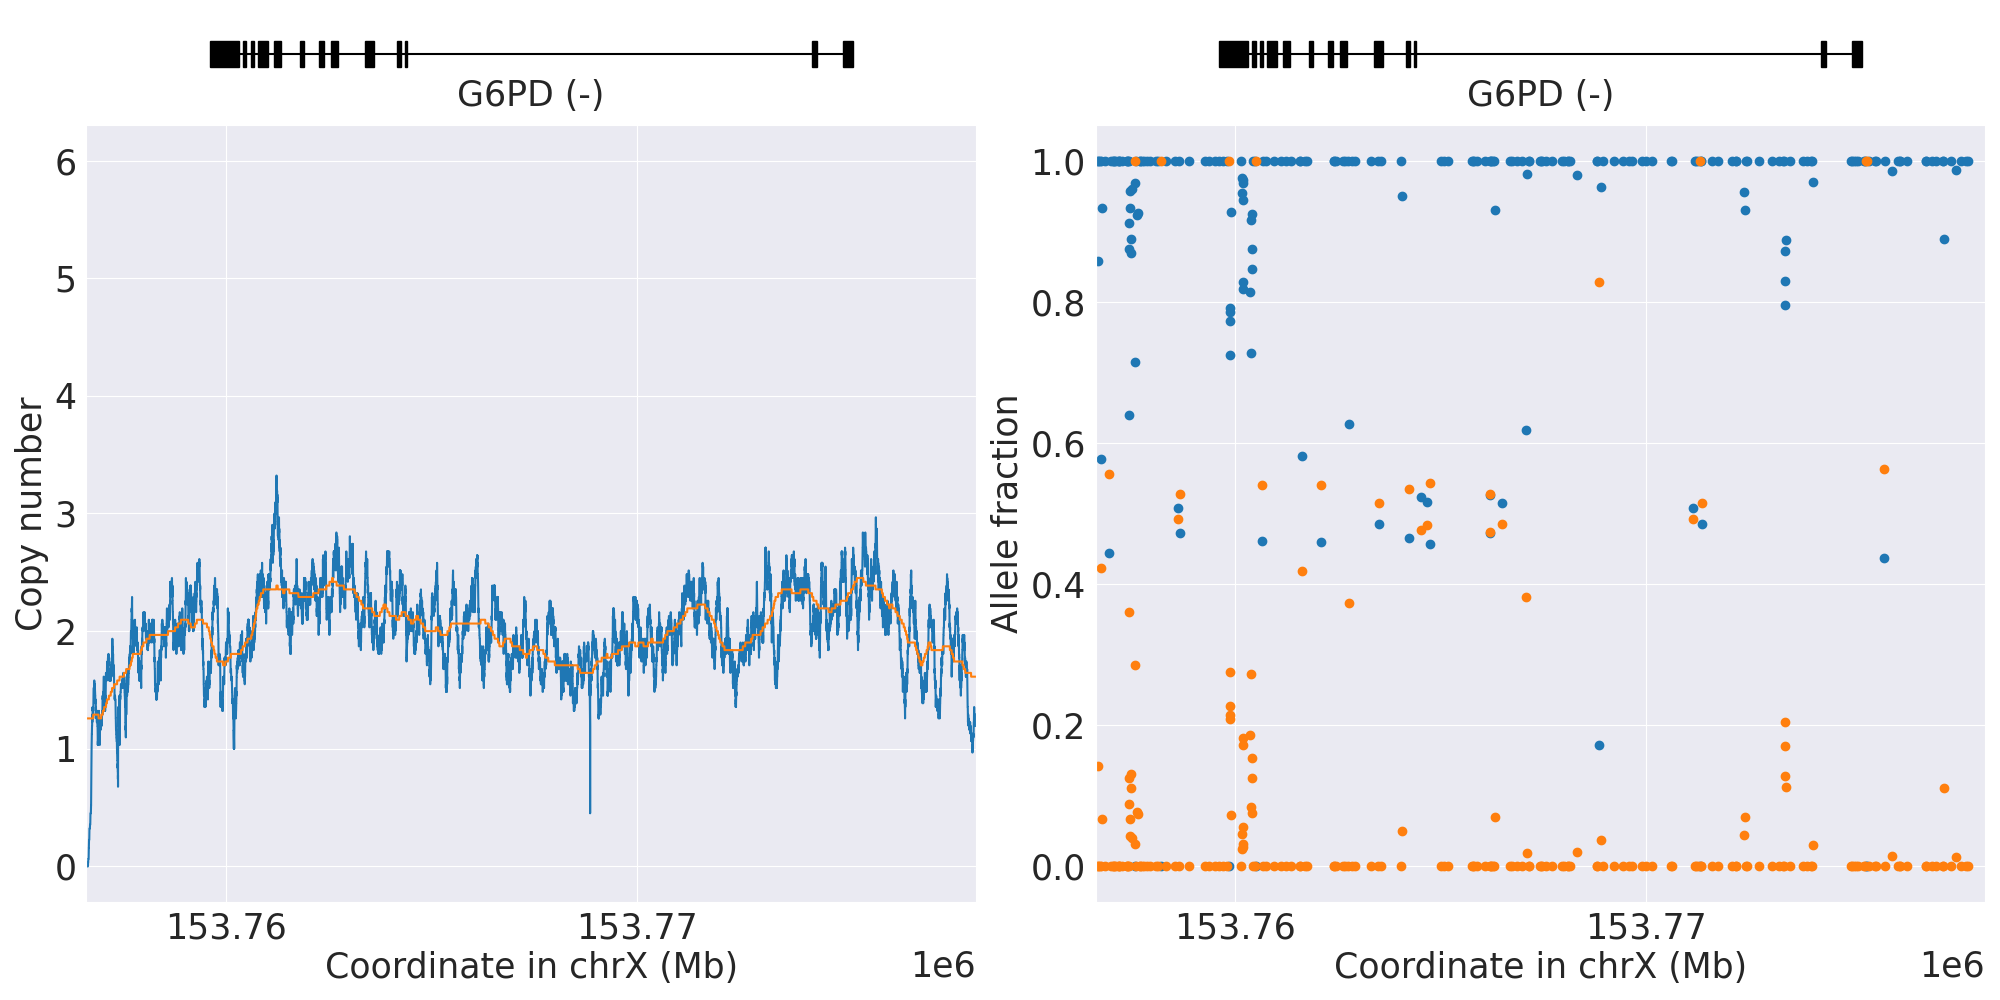 G6PD (-)
Copy number
6
5
4
3
2
1
0
153.76
153.77
Coordinate in chrX (Mb)
1e6
G6PD (-)
Allele fraction
1.0
0.8
0.6
0.4
0.2
0.0
153.76
153.77
Coordinate in chrX (Mb)
1e6